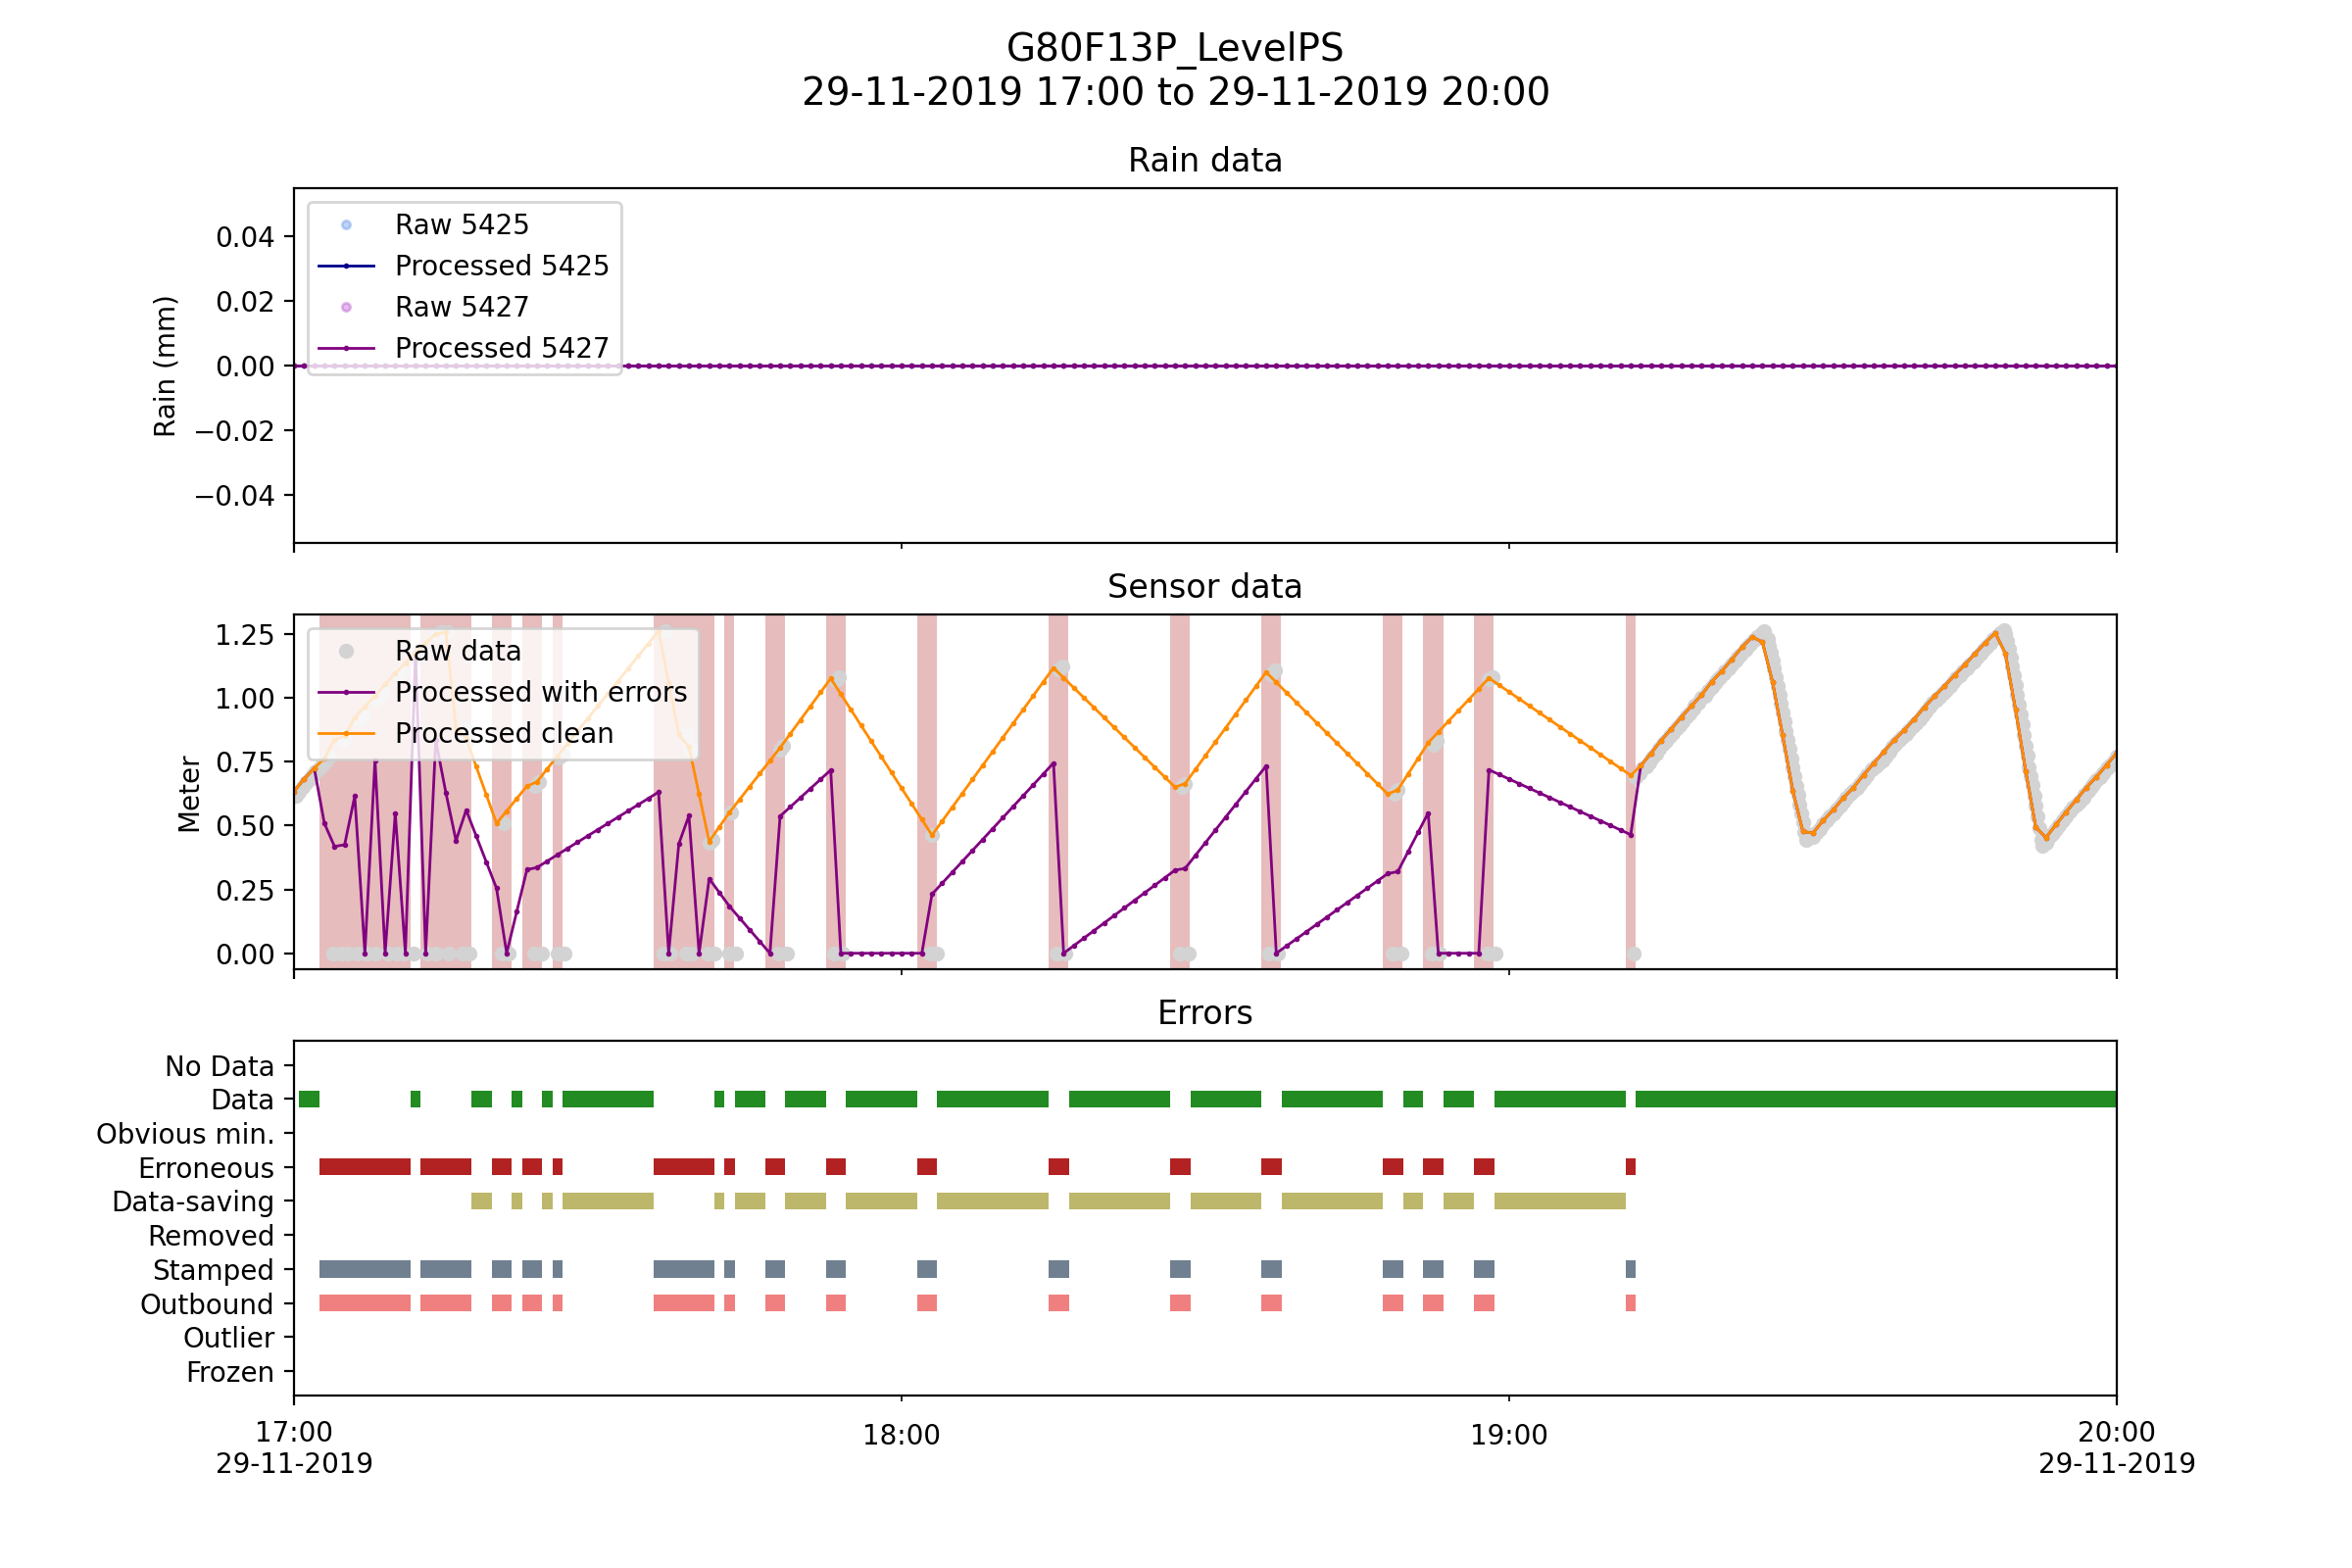 G80F13P_LevelPS
29-11-2019 17:00 to 29-11-2019 20:00
Rain data
Rain (mm)
0.04
0.02
0.00
−0.02
−0.04
Raw 5425
Processed 5425
Raw 5427
Processed 5427
Sensor data
Meter
1.25
1.00
0.75
0.50
0.25
0.00
Raw data
Processed with errors
Processed clean
Errors
No Data
Data
Obvious min.
Erroneous
Data-saving
Removed
Stamped
Outbound
Outlier
Frozen
17:00
29-11-2019
18:00
19:00
20:00
29-11-2019